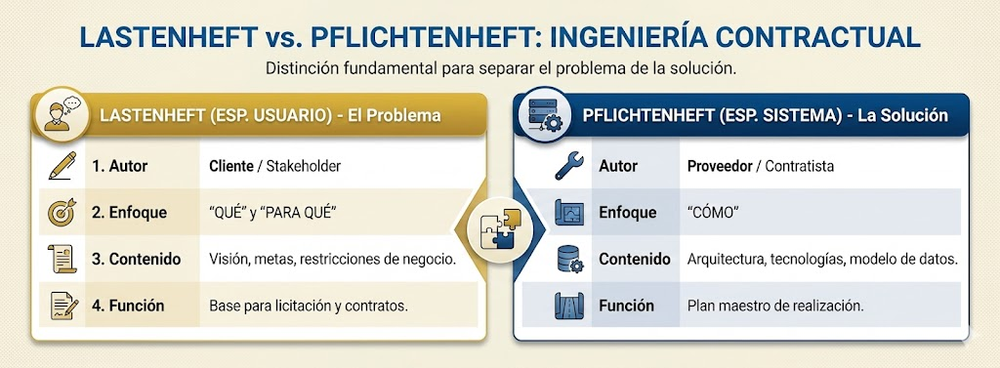 LASTENHEFT vs. PFLICHTENHEFT: INGENIERÍA CONTRACTUAL
Distinción fundamental para separar el problema de la solución.
LASTENHEFT (ESP. USUARIO) - El Problema
1. Autor
Cliente / Stakeholder
2. Enfoque
“QUÉ” y “PARA QUÉ”
3. Contenido
Visión, metas, restricciones de negocio.
4. Función
Base para licitación y contratos.
PFLICHTENHEFT (ESP. SISTEMA) - La Solución
Autor
Proveedor / Contratista
Enfoque
“CÓMO”
Contenido
Arquitectura, tecnologías, modelo de datos.
Función
Plan maestro de realización.